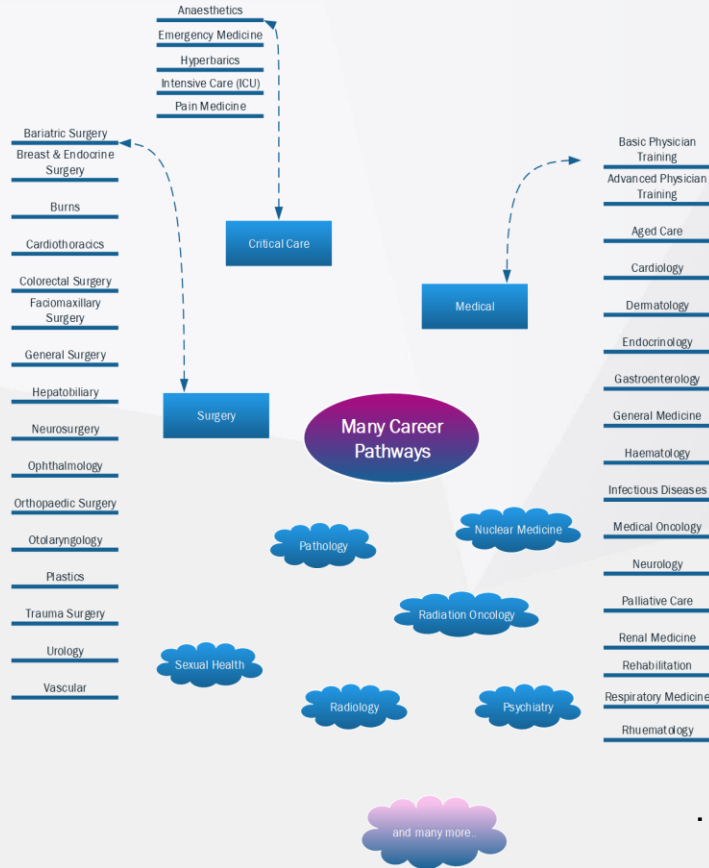 Anaesthetics
Emergency Medicine
Hyperbarics
Intensive Care (ICU)
Pain Medicine
Bariatric Surgery
Breast & Endocrine
Surgery
Burns
Cardiothoracics
Colorectal Surgery
Faciomaxillary
Surgery
General Surgery
Hepatobiliary
Neurosurgery
Ophthalmology
Orthopaedic Surgery
Otolaryngology
Plastics
Trauma Surgery
Urology
Vascular
Critical Care
Medical
Surgery
Many Career
Pathways
Pathology
Nuclear Medicine
Radiation Oncology
Sexual Health
Radiology
Psychiatry
and many more..
Basic Physician
Training
Advanced Physician
Training
Aged Care
Cardiology
Dermatology
Endocrinology
Gastroenterology
General Medicine
Haematology
Infectious Diseases
Medical Oncology
Neurology
Palliative Care
Renal Medicine
Rehabilitation
Respiratory Medicine
Rhuematology
.